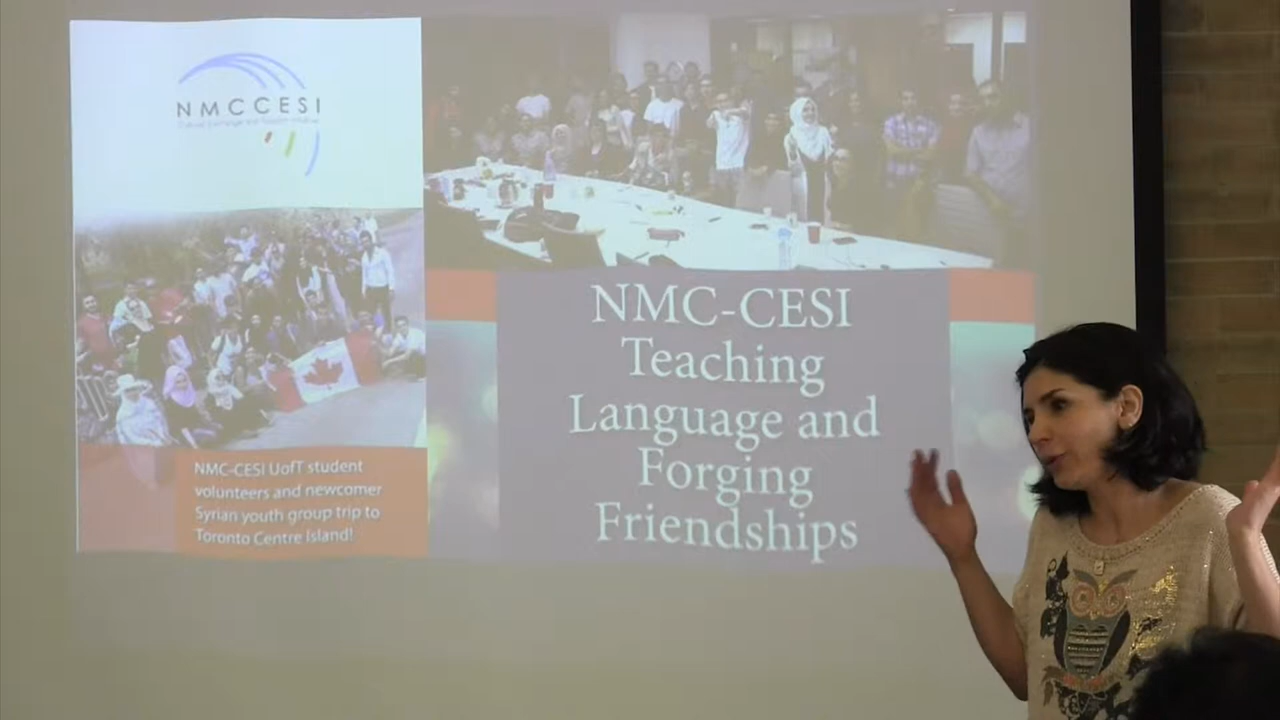 NMCCESI
NMC-CESI UofT student
volunteers and newcomer
Syrian youth group trip to
Toronto Centre Island!
NMC-CESI
Teaching
Language and
Forging
Friendships